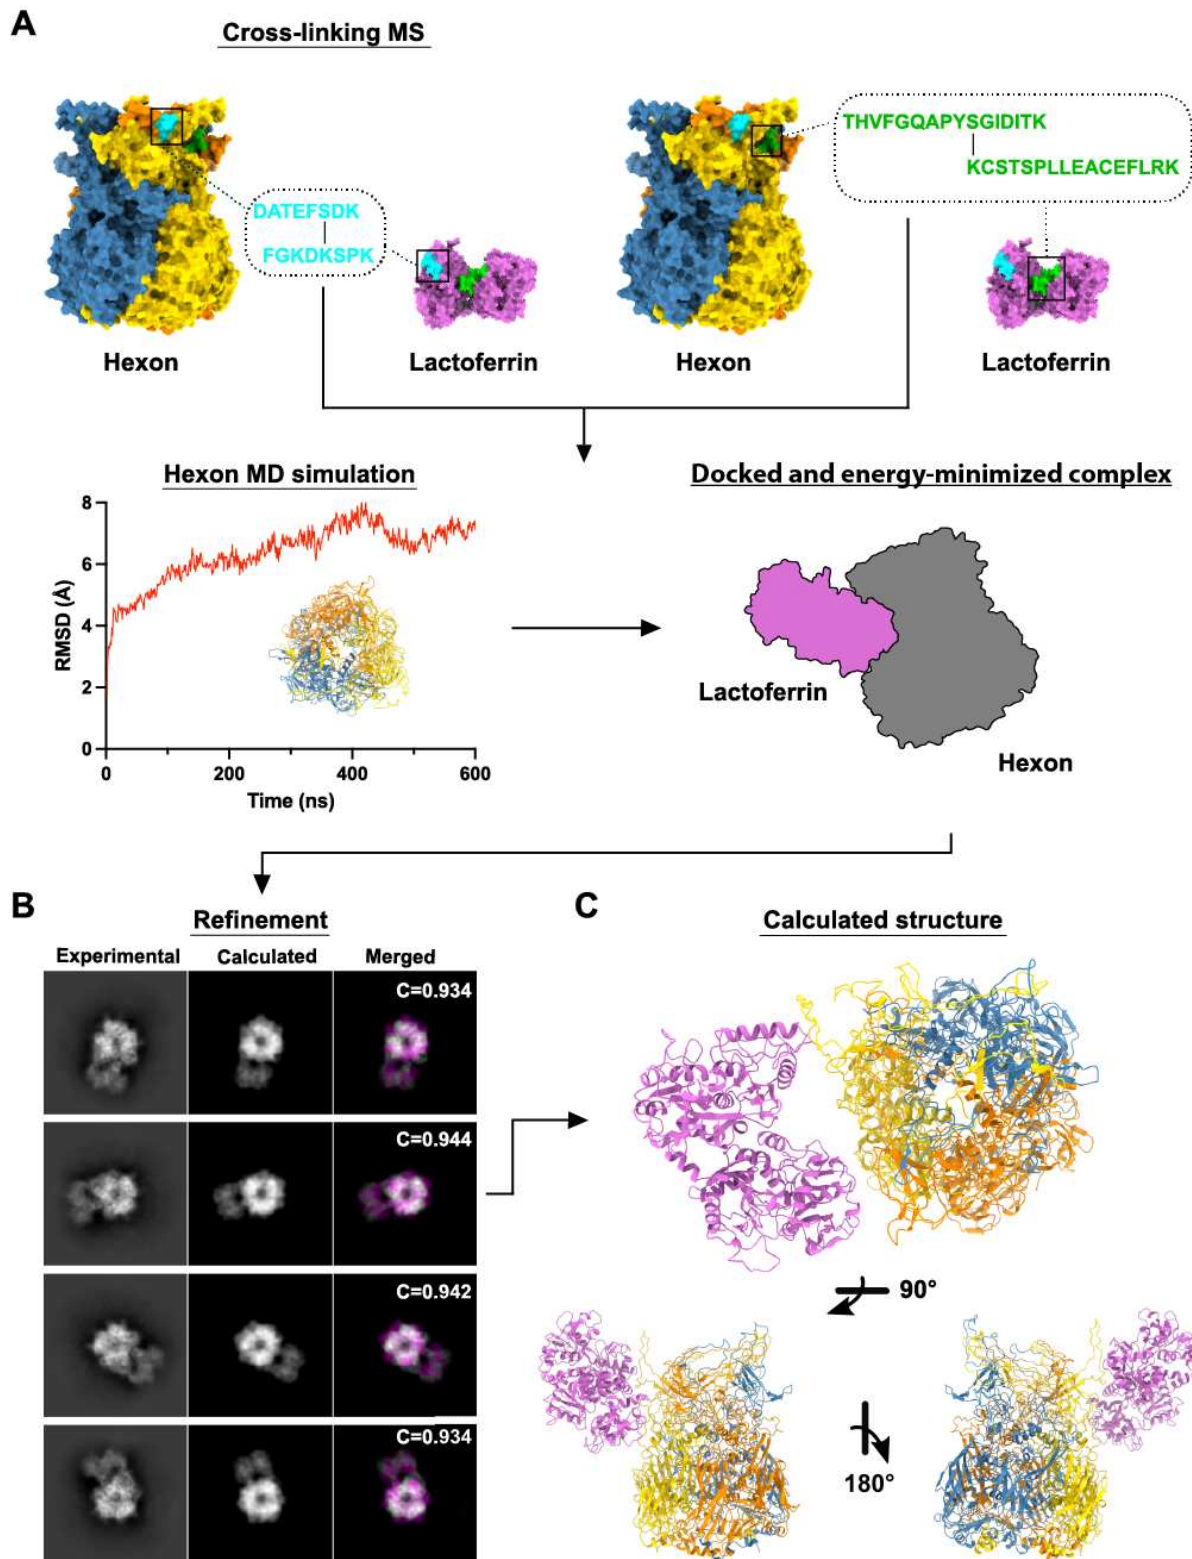 A
Cross-linking MS
THVFGQAPYSGIDITK
KCSTSPLLEACEFLRK
DATEFSDK
FGKDKSPK
Hexon
Lactoferrin
Hexon
Lactoferrin
Hexon MD simulation
Docked and energy-minimized complex
8
6
4
2
0
RMSD (Å)
0
200
400
600
Time (ns)
Lactoferrin
Hexon
B
Refinement
Experimental
Calculated
Merged
C=0.934
C=0.944
C=0.942
C=0.934
C
Calculated structure
90°
180°